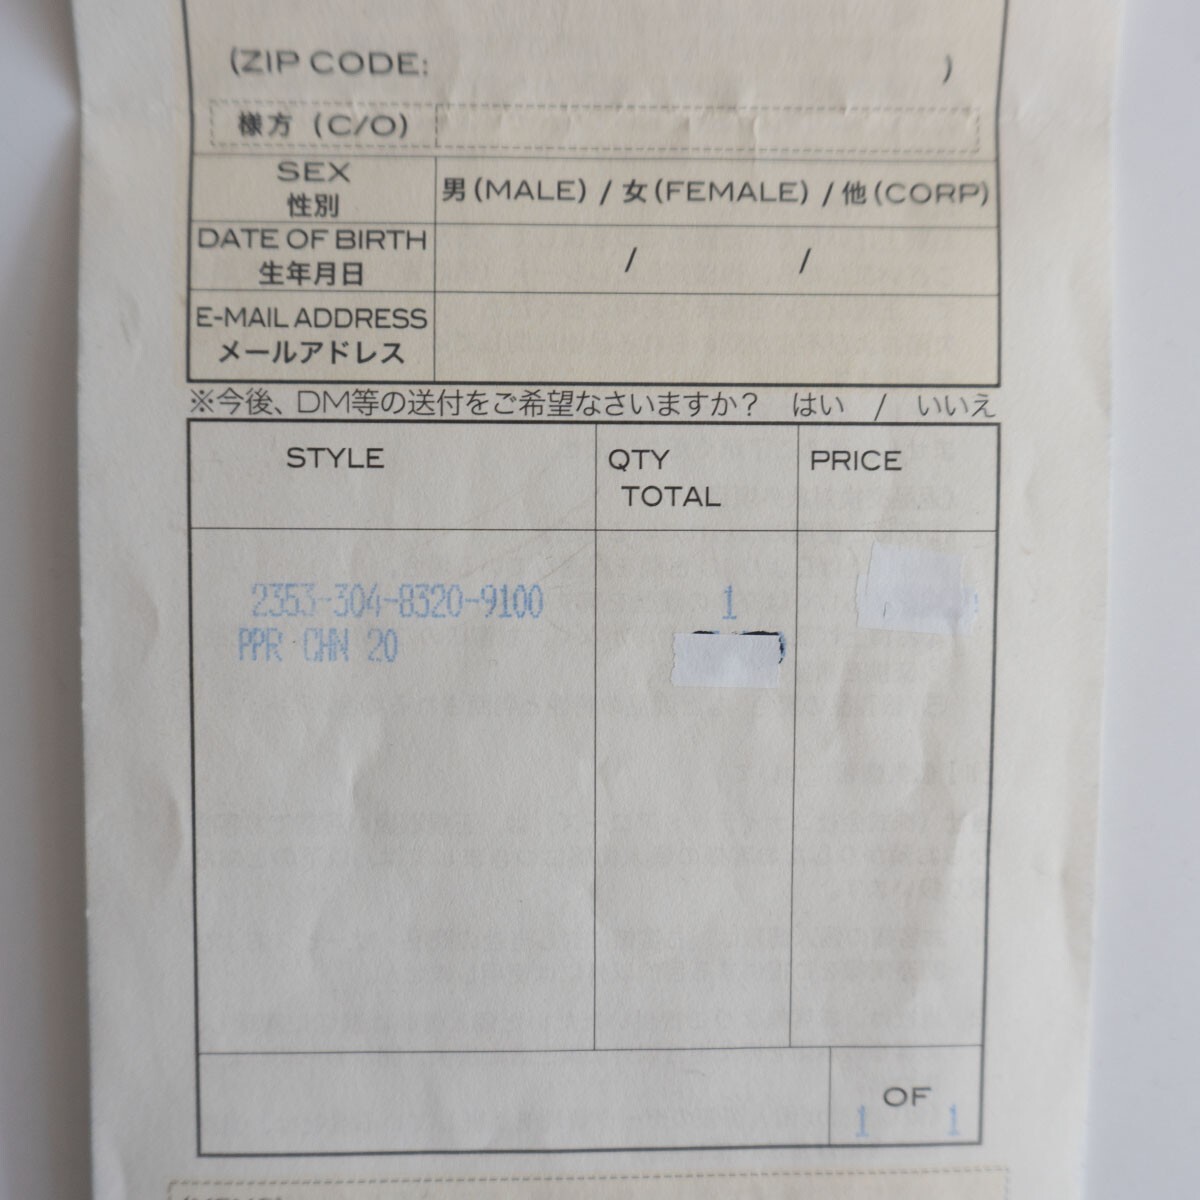 (ZIP CODE: )
様方 (C/O)
SEX
性別
男(MALE) / 女(FEMALE) / 他(CORP)
DATE OF BIRTH
生年月日
/ /
E-MAIL ADDRESS
メールアドレス
※今後、DM等の送付をご希望なさいますか? はい / いいえ
STYLE QTY TOTAL PRICE
2353-304-8320-9100 1
PPR CHN 20
1 OF 1